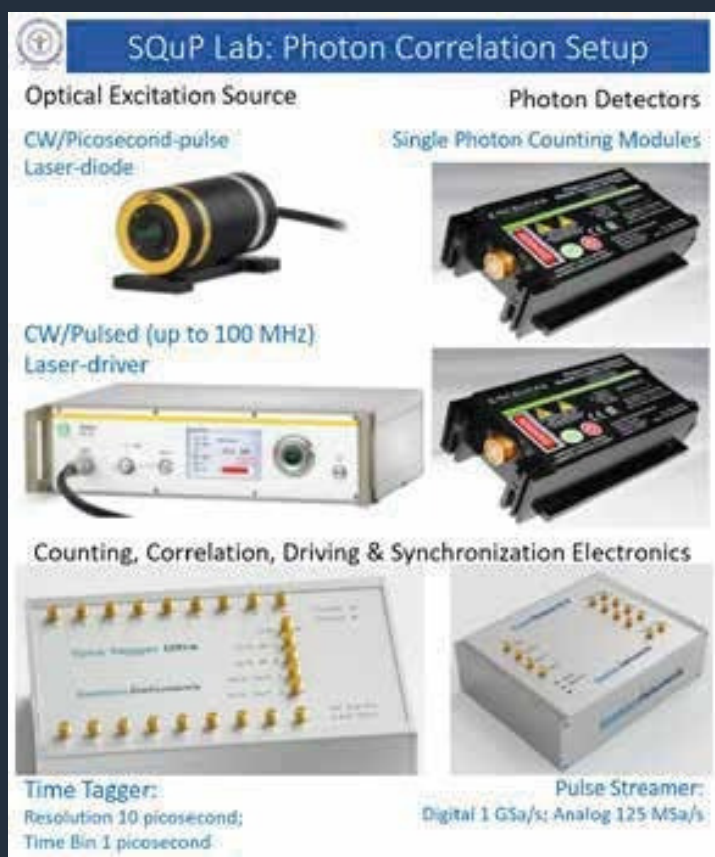 SQuP Lab: Photon Correlation Setup
Optical Excitation Source
Photon Detectors
CW/Picosecond-pulse
Laser-diode
Single Photon Counting Modules
CW/Pulsed (up to 100 MHz)
Laser-driver
Counting, Correlation, Driving & Synchronization Electronics
Time Tagger Ultra
Time Tagger:
Resolution 10 picosecond;
Time Bin 1 picosecond
Pulse Streamer:
Digital 1 GSa/s; Analog 125 MSa/s